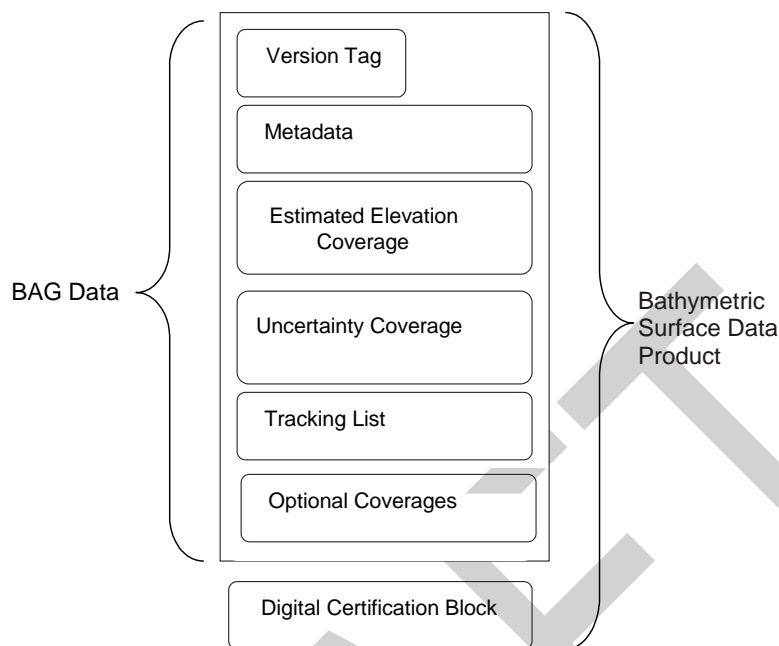 Version Tag
Metadata
Estimated Elevation
Coverage
BAG Data
Uncertainty Coverage
Bathymetric
Surface Data
Product
Tracking List
Optional Coverages
Digital Certification Block